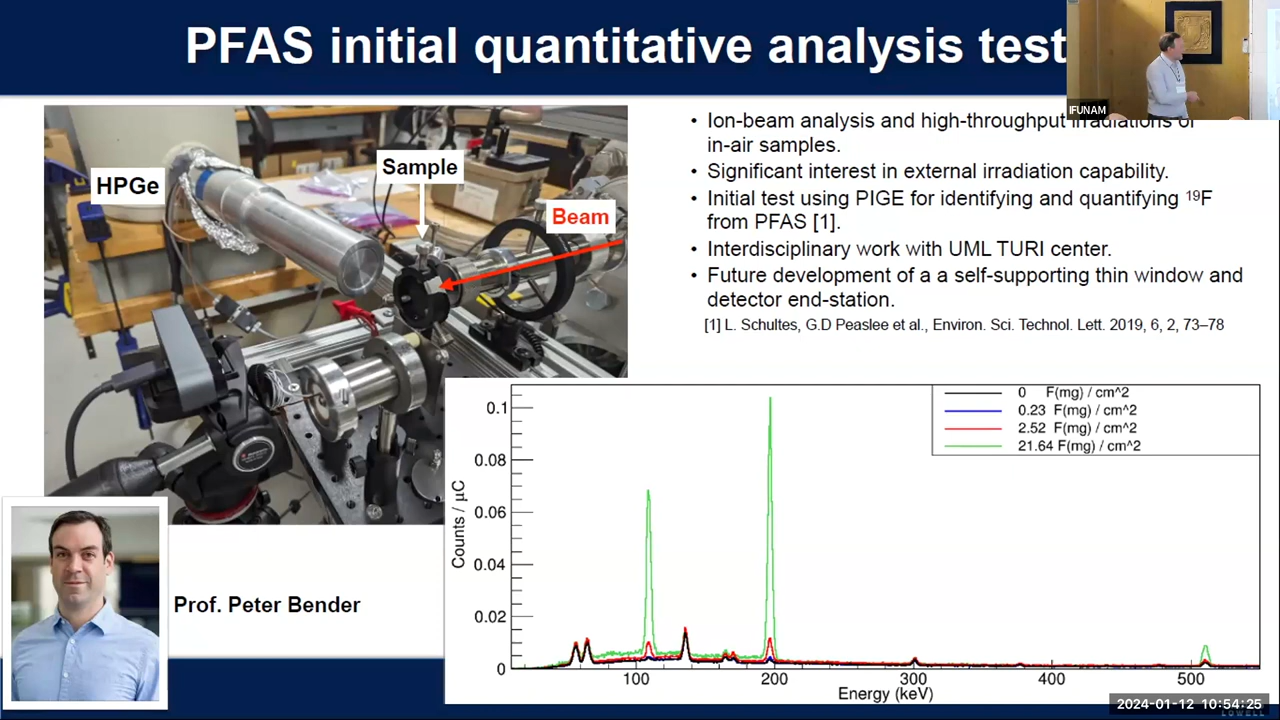 PFAS initial quantitative analysis test
IFUNAM
HPGe
Sample
Beam
• Ion-beam analysis and high-throughput irradiations of
in-air samples.
• Significant interest in external irradiation capability.
• Initial test using PIGE for identifying and quantifying ¹⁹F
from PFAS [1].
• Interdisciplinary work with UML TURI center.
• Future development of a a self-supporting thin window and
detector end-station.
[1] L. Schultes, G.D Peaslee et al., Environ. Sci. Technol. Lett. 2019, 6, 2, 73–78
0 F(mg) / cm^2
0.23 F(mg) / cm^2
2.52 F(mg) / cm^2
21.64 F(mg) / cm^2
Counts / μC
0.1
0.08
0.06
0.04
0.02
0
100 200 300 400 500
Energy (keV)
Prof. Peter Bender
2024-01-12 10:54:25
LOWELL